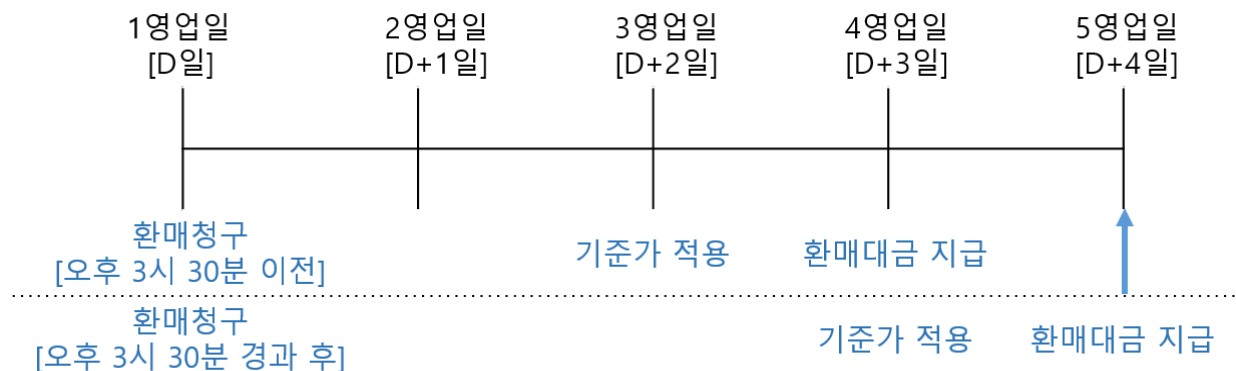 1영업일 2영업일 3영업일 4영업일 5영업일
[D일] [D+1일] [D+2일] [D+3일] [D+4일]
환매청구
[오후 3시 30분 이전]
기준가 적용 환매대금 지급
환매청구
[오후 3시 30분 경과 후]
기준가 적용 환매대금 지급